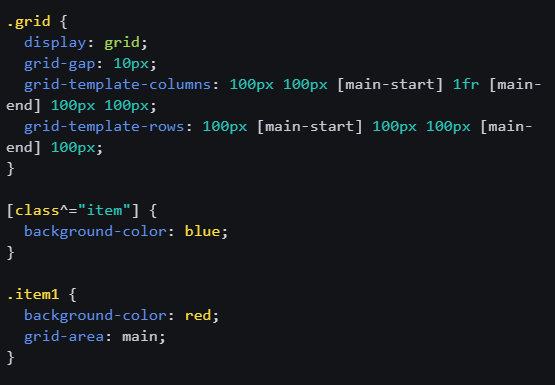 .grid {
  display: grid;
  grid-gap: 10px;
  grid-template-columns: 100px 100px [main-start] 1fr [main-
end] 100px 100px;
  grid-template-rows: 100px [main-start] 100px 100px [main-
end] 100px;
}

[class^="item"] {
  background-color: blue;
}

.item1 {
  background-color: red;
  grid-area: main;
}